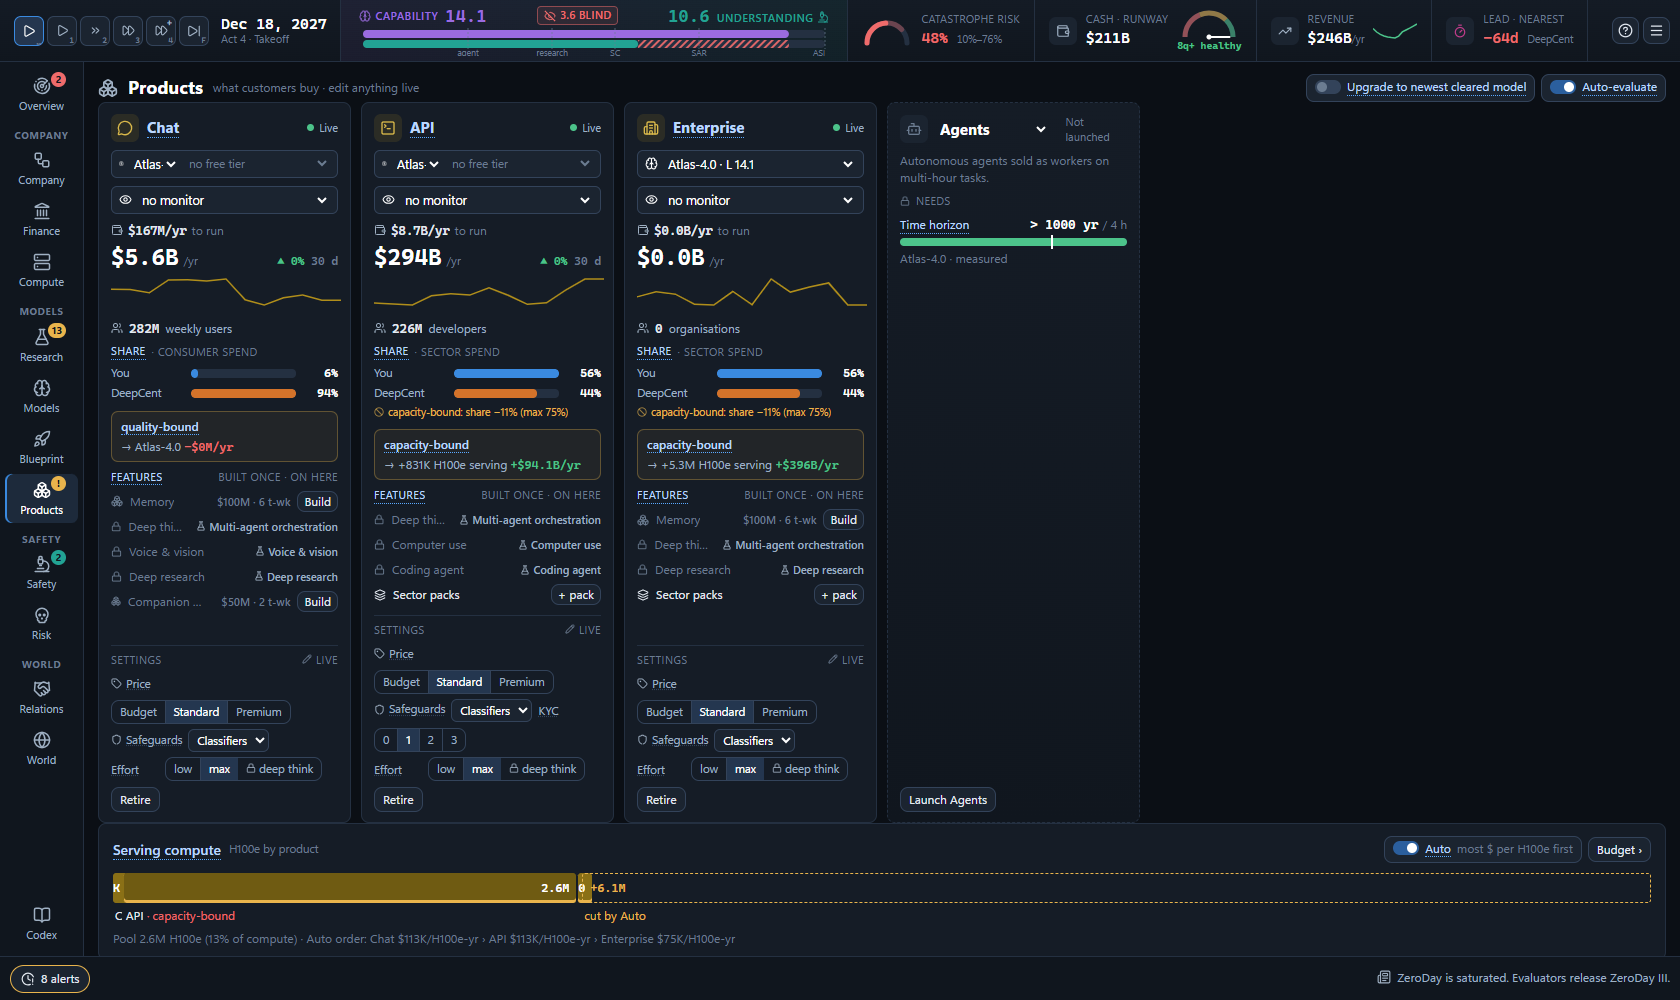 Dec 18, 2027
Act 4 · Takeoff
CAPABILITY 14.1
3.6 BLIND
10.6 UNDERSTANDING
agent research SC SAR ASI
CATASTROPHE RISK
48% 10%–76%
CASH · RUNWAY
$211B
8q+ healthy
REVENUE
$246B/yr
LEAD · NEAREST
−64d DeepCent
1 2 3 4 F
Overview 2
COMPANY
Company
Finance
Compute
MODELS
Research 13
Models
Blueprint
Products !
SAFETY
Safety 2
Risk
WORLD
Relations
World
Codex
Products what customers buy · edit anything live
Upgrade to newest cleared model
Auto-evaluate
Chat Live
Atlas- no free tier
no monitor
$167M/yr to run
$5.6B /yr ▲ 0% 30 d
282M weekly users
SHARE · CONSUMER SPEND
You 6%
DeepCent 94%
quality-bound
→ Atlas-4.0 −$0M/yr
FEATURES BUILT ONCE · ON HERE
Memory $100M · 6 t-wk Build
Deep thi... Multi-agent orchestration
Voice & vision Voice & vision
Deep research Deep research
Companion ... $50M · 2 t-wk Build
SETTINGS LIVE
Price
Budget Standard Premium
Safeguards Classifiers
Effort low max deep think
Retire
API Live
Atlas- no free tier
no monitor
$8.7B/yr to run
$294B /yr ▲ 0% 30 d
226M developers
SHARE · SECTOR SPEND
You 56%
DeepCent 44%
capacity-bound: share −11% (max 75%)
capacity-bound
→ +831K H100e serving +$94.1B/yr
FEATURES BUILT ONCE · ON HERE
Deep thi... Multi-agent orchestration
Computer use Computer use
Coding agent Coding agent
Sector packs + pack
SETTINGS LIVE
Price
Budget Standard Premium
Safeguards Classifiers KYC
0 1 2 3
Effort low max deep think
Retire
Enterprise Live
Atlas-4.0 · L 14.1
no monitor
$0.0B/yr to run
$0.0B /yr
0 organisations
SHARE · SECTOR SPEND
You 56%
DeepCent 44%
capacity-bound: share −11% (max 75%)
capacity-bound
→ +5.3M H100e serving +$396B/yr
FEATURES BUILT ONCE · ON HERE
Memory $100M · 6 t-wk Build
Deep thi... Multi-agent orchestration
Deep research Deep research
Sector packs + pack
SETTINGS LIVE
Price
Budget Standard Premium
Safeguards Classifiers
Effort low max deep think
Retire
Agents Not launched
Autonomous agents sold as workers on
multi-hour tasks.
NEEDS
Time horizon > 1000 yr / 4 h
Atlas-4.0 · measured
Launch Agents
Serving compute H100e by product
Auto most $ per H100e first
Budget ›
K 2.6M 0 +6.1M
C API · capacity-bound cut by Auto
Pool 2.6M H100e (13% of compute) · Auto order: Chat $113K/H100e-yr › API $113K/H100e-yr › Enterprise $75K/H100e-yr
8 alerts
ZeroDay is saturated. Evaluators release ZeroDay III.